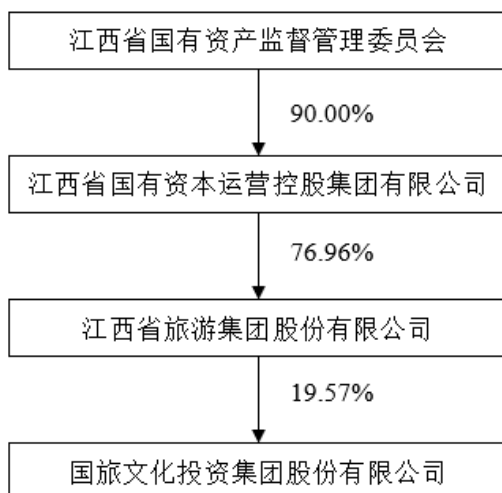 江西省国有资产监督管理委员会
90.00%
江西省国有资本运营控股集团有限公司
76.96%
江西省旅游集团股份有限公司
19.57%
国旅文化投资集团股份有限公司